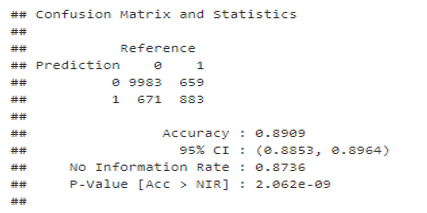 ## Confusion Matrix and Statistics
##
##           Reference
## Prediction    0    1
##          0 9983  659
##          1  671  883
##
##                Accuracy : 0.8909
##                  95% CI : (0.8853, 0.8964)
##     No Information Rate : 0.8736
##     P-Value [Acc > NIR] : 2.062e-09
##